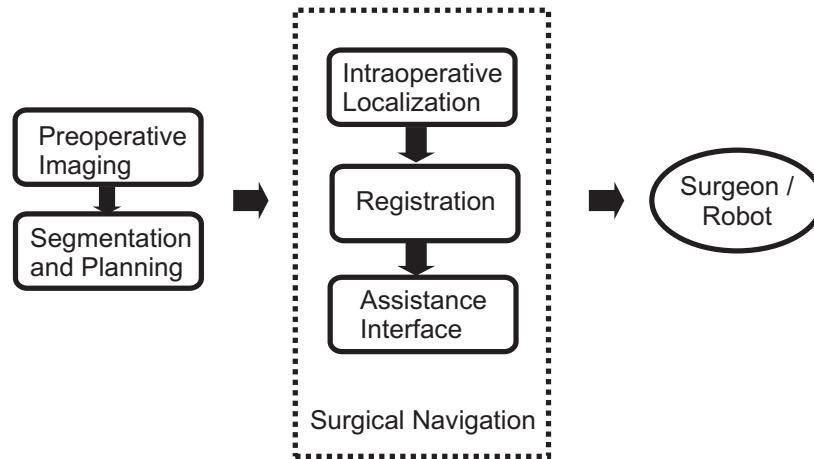 Preoperative
Imaging
Segmentation
and Planning
Intraoperative
Localization
Registration
Assistance
Interface
Surgical Navigation
Surgeon /
Robot